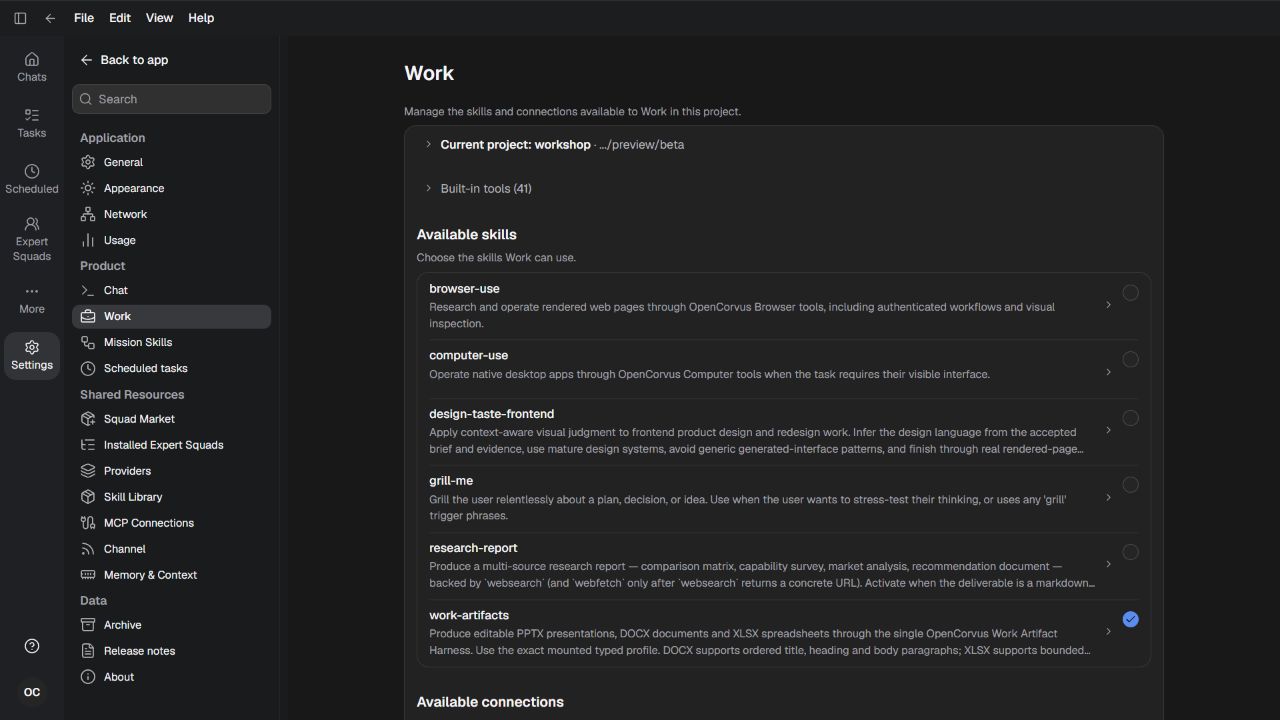 File Edit View Help
Chats
Tasks
Scheduled
Expert
Squads
More
Settings
OC
Back to app
Search
Application
General
Appearance
Network
Usage
Product
Chat
Work
Mission Skills
Scheduled tasks
Shared Resources
Squad Market
Installed Expert Squads
Providers
Skill Library
MCP Connections
Channel
Memory & Context
Data
Archive
Release notes
About
Work
Manage the skills and connections available to Work in this project.
Current project: workshop · .../preview/beta
Built-in tools (41)
Available skills
Choose the skills Work can use.
browser-use
Research and operate rendered web pages through OpenCorvus Browser tools, including authenticated workflows and visual
inspection.
computer-use
Operate native desktop apps through OpenCorvus Computer tools when the task requires their visible interface.
design-taste-frontend
Apply context-aware visual judgment to frontend product design and redesign work. Infer the design language from the accepted
brief and evidence, use mature design systems, avoid generic generated-interface patterns, and finish through real rendered-page...
grill-me
Grill the user relentlessly about a plan, decision, or idea. Use when the user wants to stress-test their thinking, or uses any 'grill'
trigger phrases.
research-report
Produce a multi-source research report — comparison matrix, capability survey, market analysis, recommendation document —
backed by `websearch` (and `webfetch` only after `websearch` returns a concrete URL). Activate when the deliverable is a markdown...
work-artifacts
Produce editable PPTX presentations, DOCX documents and XLSX spreadsheets through the single OpenCorvus Work Artifact
Harness. Use the exact mounted typed profile. DOCX supports ordered title, heading and body paragraphs; XLSX supports bounded...
Available connections